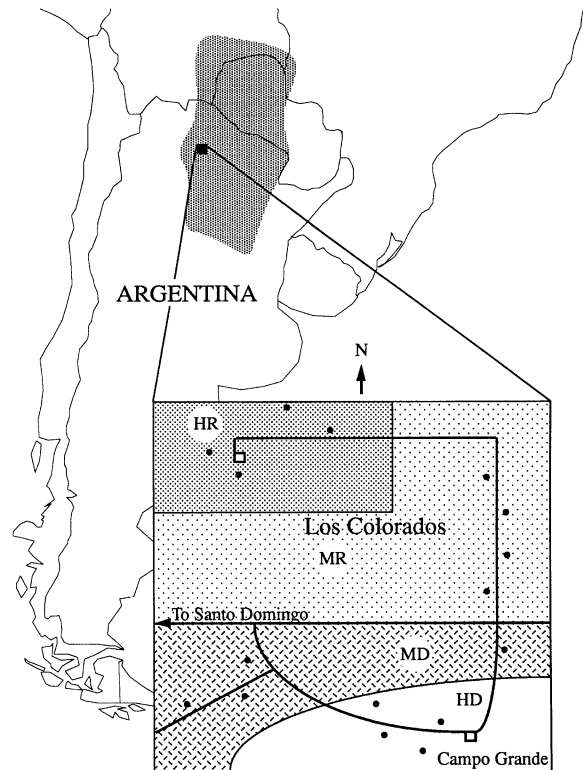 ARGENTINA
N
HR
Los Colorados
MR
To Santo Domingo
MD
HD
Campo Grande